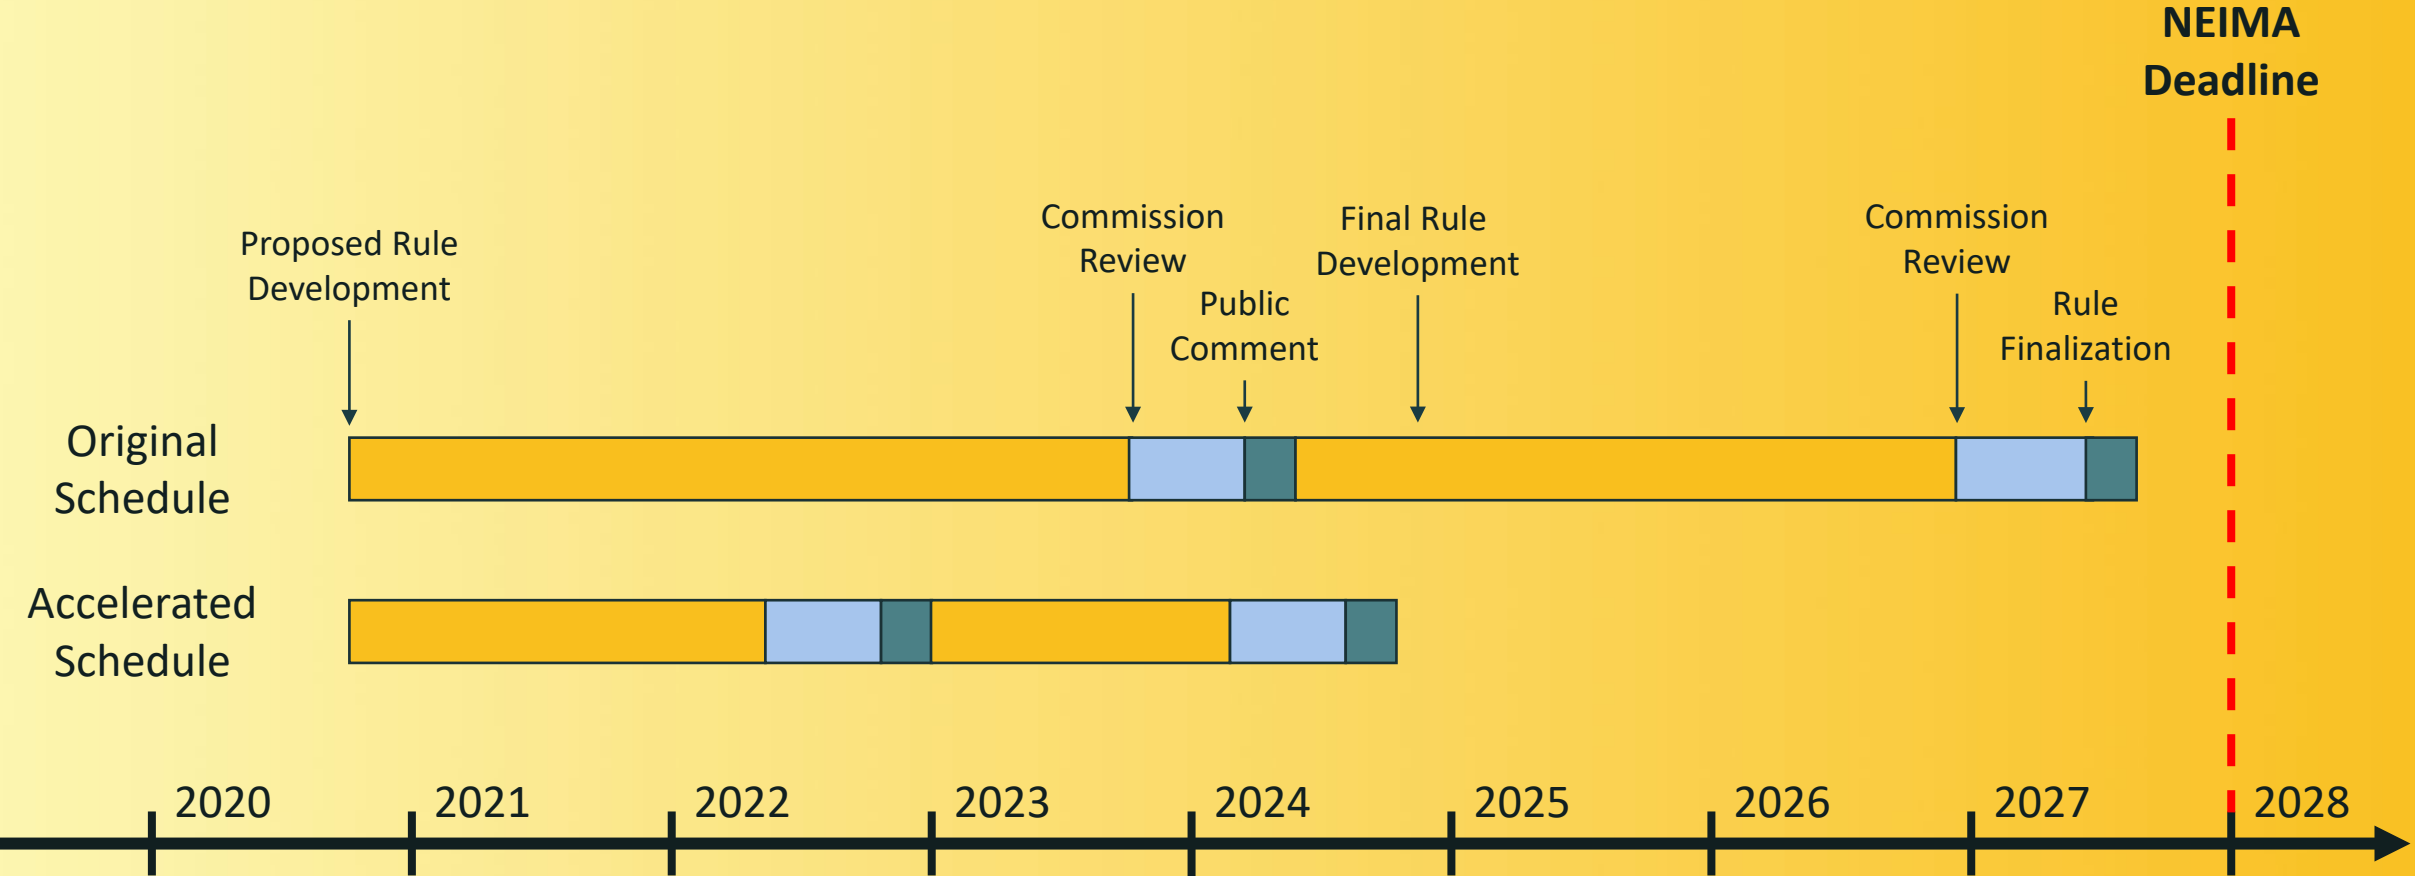 NEIMA
Deadline
Proposed Rule
Development
Commission
Review
Public
Comment
Final Rule
Development
Commission
Review
Rule
Finalization
Original
Schedule
Accelerated
Schedule
2020
2021
2022
2023
2024
2025
2026
2027
2028